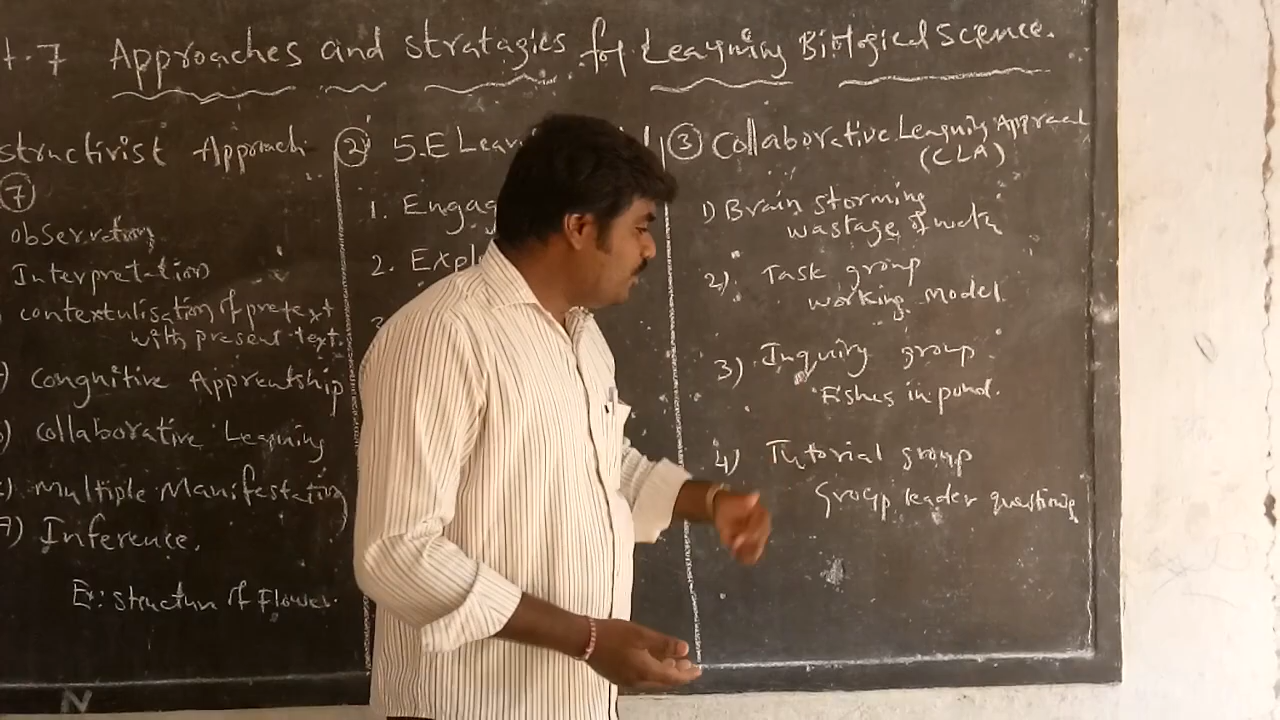 t.7 Approaches and stratagies for Learning Biological Science.
structivist Approach
7
observation
Interpretation
contextulisation of pretext
with present text.
) Congnitive Apprentship
) collaborative Learning
) Multiple Manifestation
7) Inference.
Ex: structure of Flower.
2 5.E Lear
1. Engag
2. Expl
3 Collaborative Learning Approach
(CLA)
1) Brain storming
wastage of water
2) Task group
working model.
3) Inquiry group
Fishes in pond.
4) Tutorial group
Group leader questioning
N